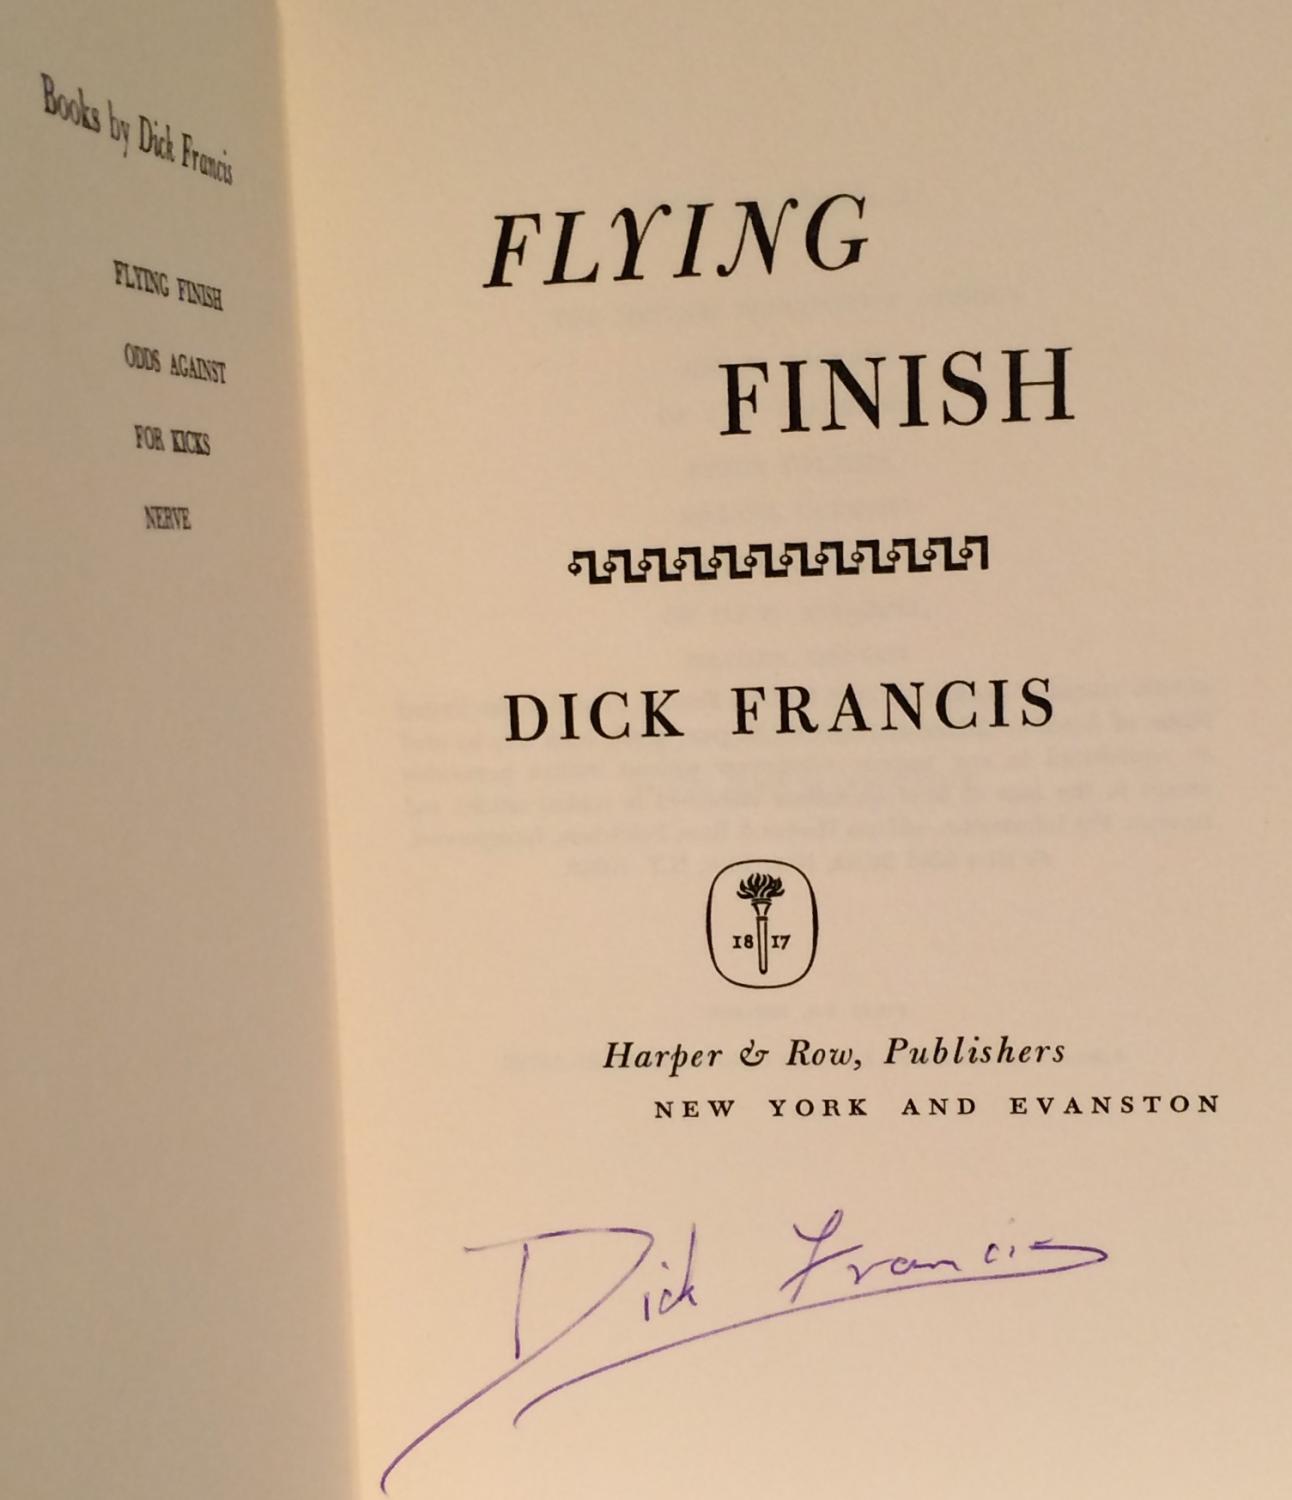 Books by Dick Francis
FLYING FINISH
ODDS AGAINST
FOR KICKS
NERVE
FLYING
FINISH
DICK FRANCIS
18 17
Harper & Row, Publishers
NEW YORK AND EVANSTON
Dick Francis